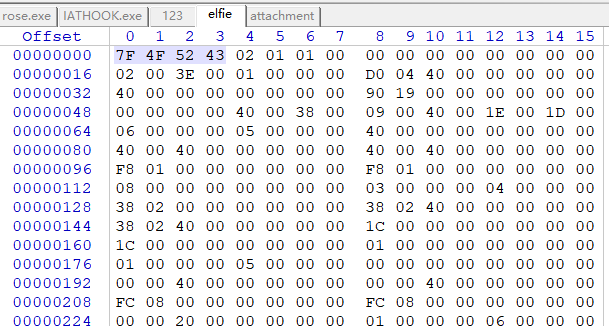 rose.exe IATHOOK.exe 123 elfie attachment
Offset 0 1 2 3 4 5 6 7 8 9 10 11 12 13 14 15
00000000 7F 4F 52 43 02 01 01 00 00 00 00 00 00 00 00 00
00000016 02 00 3E 00 01 00 00 00 D0 04 40 00 00 00 00 00
00000032 40 00 00 00 00 00 00 00 90 19 00 00 00 00 00 00
00000048 00 00 00 00 40 00 38 00 09 00 40 00 1E 00 1D 00
00000064 06 00 00 00 05 00 00 00 40 00 00 00 00 00 00 00
00000080 40 00 40 00 00 00 00 00 40 00 40 00 00 00 00 00
00000096 F8 01 00 00 00 00 00 00 F8 01 00 00 00 00 00 00
00000112 08 00 00 00 00 00 00 00 03 00 00 00 04 00 00 00
00000128 38 02 00 00 00 00 00 00 38 02 40 00 00 00 00 00
00000144 38 02 40 00 00 00 00 00 1C 00 00 00 00 00 00 00
00000160 1C 00 00 00 00 00 00 00 01 00 00 00 00 00 00 00
00000176 01 00 00 00 05 00 00 00 00 00 00 00 00 00 00 00
00000192 00 00 40 00 00 00 00 00 00 00 40 00 00 00 00 00
00000208 FC 08 00 00 00 00 00 00 FC 08 00 00 00 00 00 00
00000224 00 00 20 00 00 00 00 00 01 00 00 00 06 00 00 00